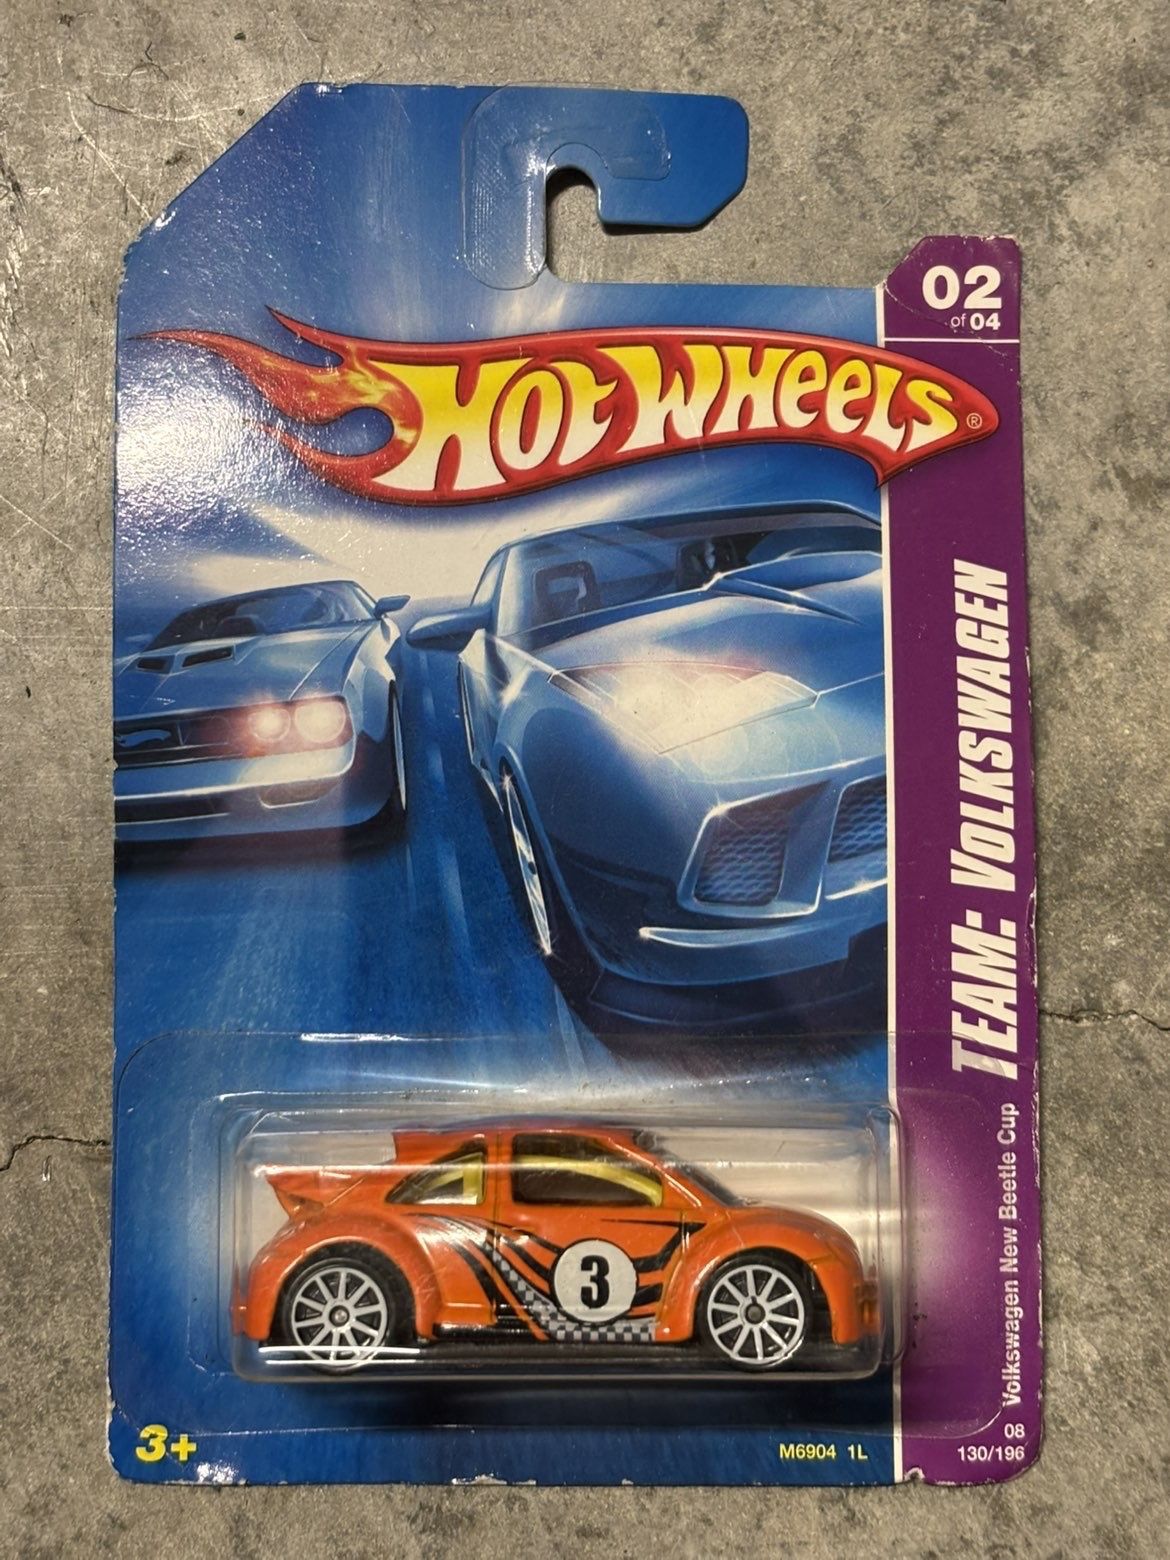 02
of 04
HOT WHEELS®
TEAM: VOLKSWAGEN
Volkswagen New Beetle Cup
3
3+
M6904 1L
08
130/196